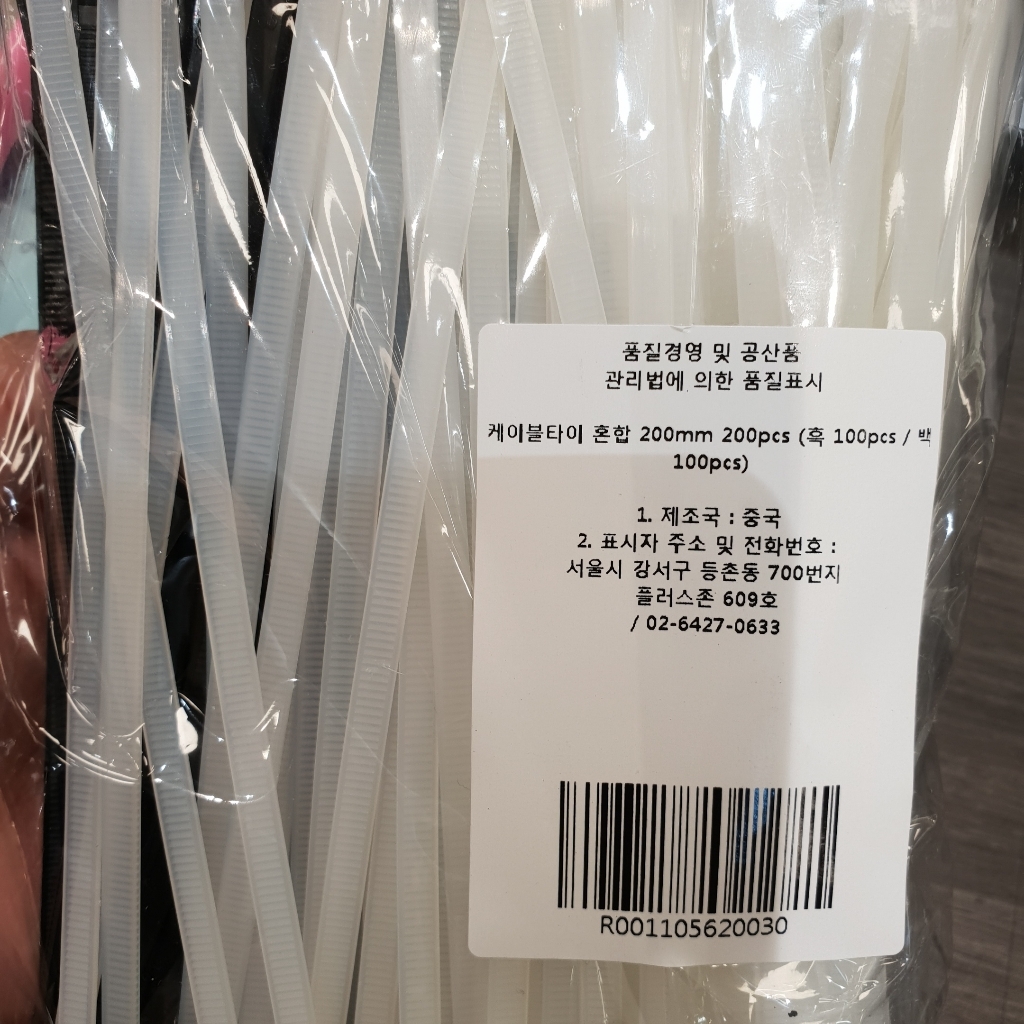 품질경영 및 공산품
관리법에 의한 품질표시
케이블타이 혼합 200mm 200pcs (흑 100pcs / 백
100pcs)
1. 제조국 : 중국
2. 표시자 주소 및 전화번호 :
서울시 강서구 등촌동 700번지
플러스존 609호
/ 02-6427-0633
R001105620030